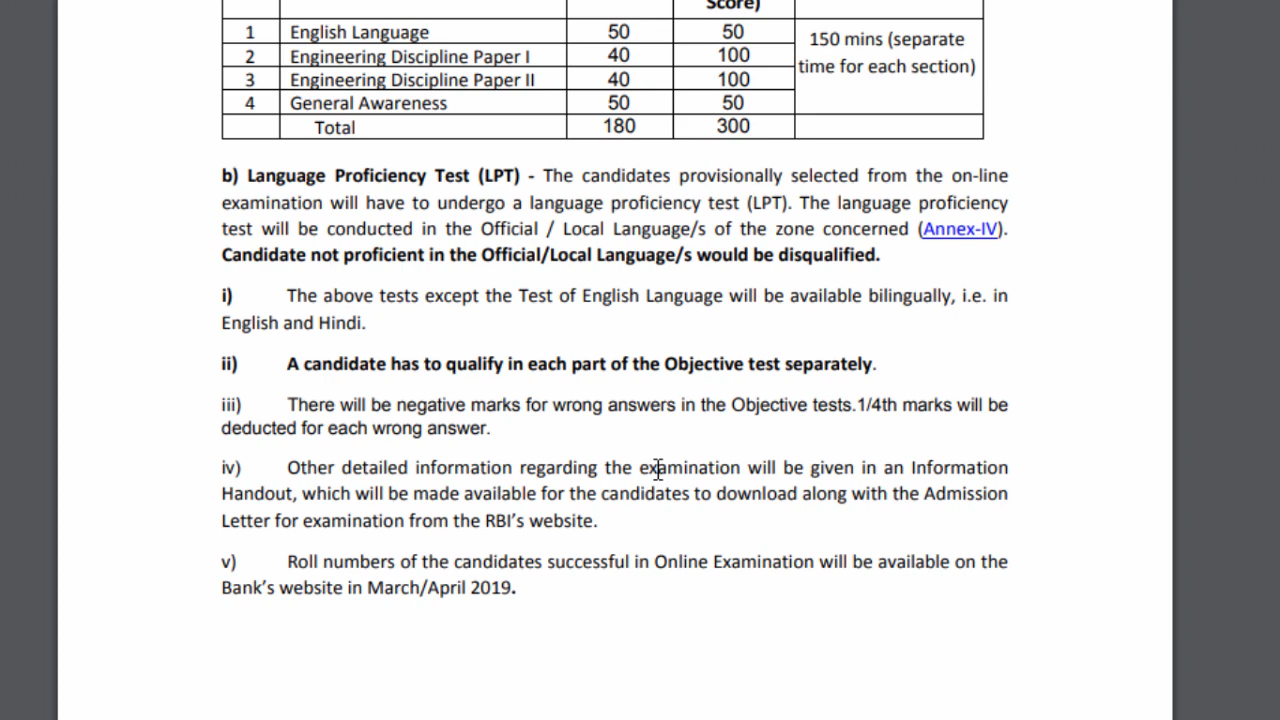 Score)
1 English Language 50 50 150 mins (separate
time for each section)
2 Engineering Discipline Paper I 40 100
3 Engineering Discipline Paper II 40 100
4 General Awareness 50 50
Total 180 300
b) Language Proficiency Test (LPT) - The candidates provisionally selected from the on-line
examination will have to undergo a language proficiency test (LPT). The language proficiency
test will be conducted in the Official / Local Language/s of the zone concerned (Annex-IV).
Candidate not proficient in the Official/Local Language/s would be disqualified.
i) The above tests except the Test of English Language will be available bilingually, i.e. in
English and Hindi.
ii) A candidate has to qualify in each part of the Objective test separately.
iii) There will be negative marks for wrong answers in the Objective tests.1/4th marks will be
deducted for each wrong answer.
iv) Other detailed information regarding the examination will be given in an Information
Handout, which will be made available for the candidates to download along with the Admission
Letter for examination from the RBI’s website.
v) Roll numbers of the candidates successful in Online Examination will be available on the
Bank’s website in March/April 2019.